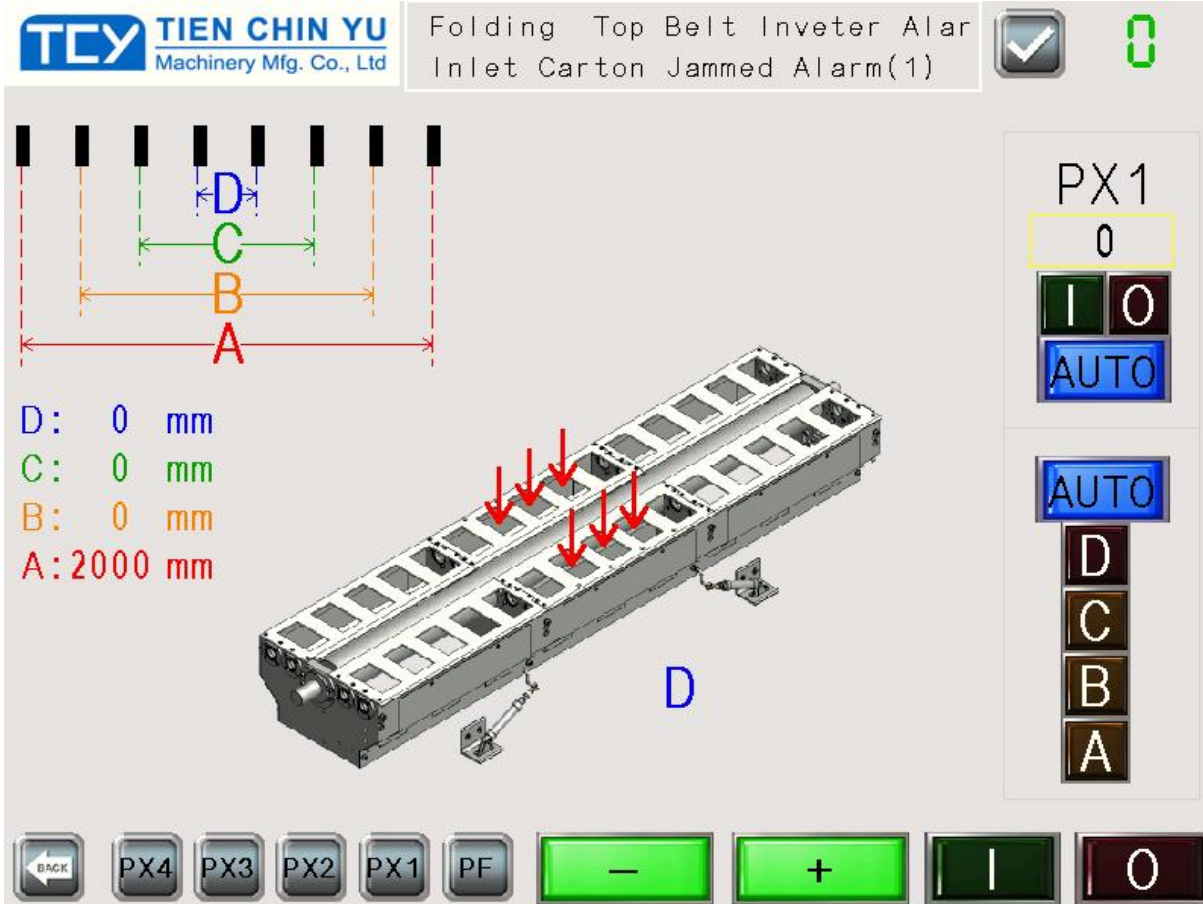 TCY TIEN CHIN YU
Machinery Mfg. Co., Ltd
Folding Top Belt Inveter Alar
Inlet Carton Jammed Alarm(1)
0
D
C
B
A
D: 0 mm
C: 0 mm
B: 0 mm
A:2000 mm
D
PX1
0
I O
AUTO
AUTO
D
C
B
A
BACK PX4 PX3 PX2 PX1 PF - + I O